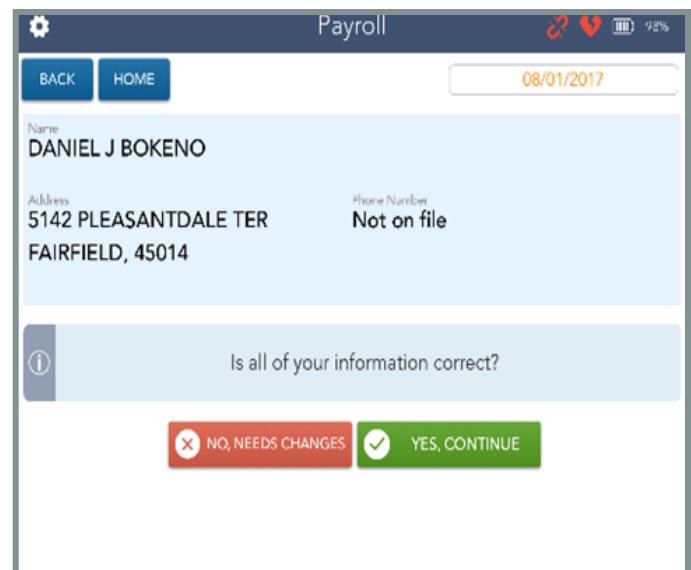 Payroll
98%
BACK HOME 08/01/2017
Name
DANIEL J BOKENO
Address Phone Number
5142 PLEASANTDALE TER Not on file
FAIRFIELD, 45014
Is all of your information correct?
NO, NEEDS CHANGES YES, CONTINUE